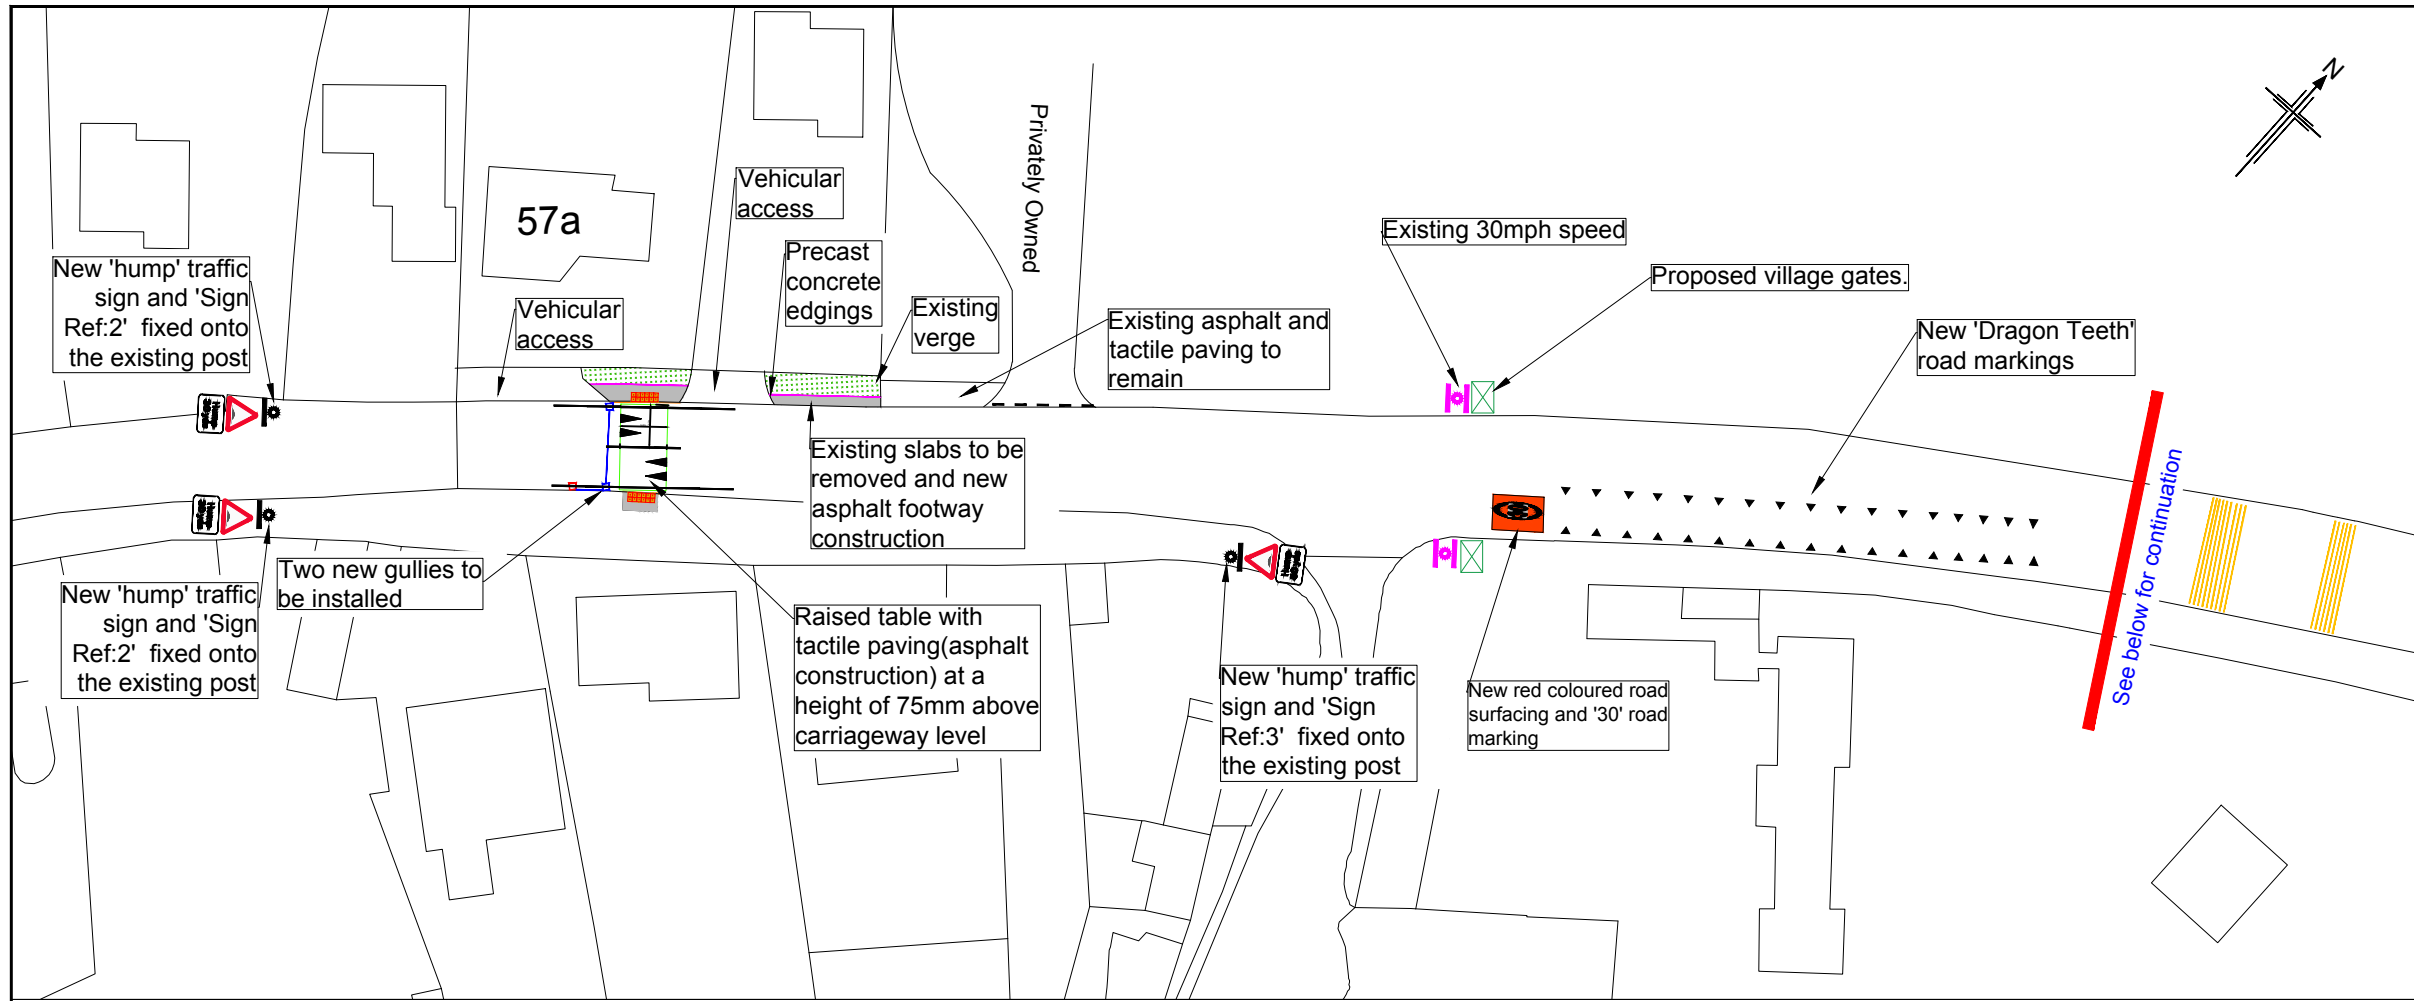 N
Privately Owned
57a
Vehicular
access
Precast
concrete
edgings
Existing
verge
Vehicular
access
New 'hump' traffic
sign and 'Sign
Ref:2' fixed onto
the existing post
Existing asphalt and
tactile paving to
remain
Existing 30mph speed
Proposed village gates.
New 'Dragon Teeth'
road markings
Existing slabs to be
removed and new
asphalt footway
construction
See below for continuation
Two new gullies to
be installed
New 'hump' traffic
sign and 'Sign
Ref:2' fixed onto
the existing post
Raised table with
tactile paving(asphalt
construction) at a
height of 75mm above
carriageway level
New 'hump' traffic
sign and 'Sign
Ref:3' fixed onto
the existing post
New red coloured road
surfacing and '30' road
marking
30